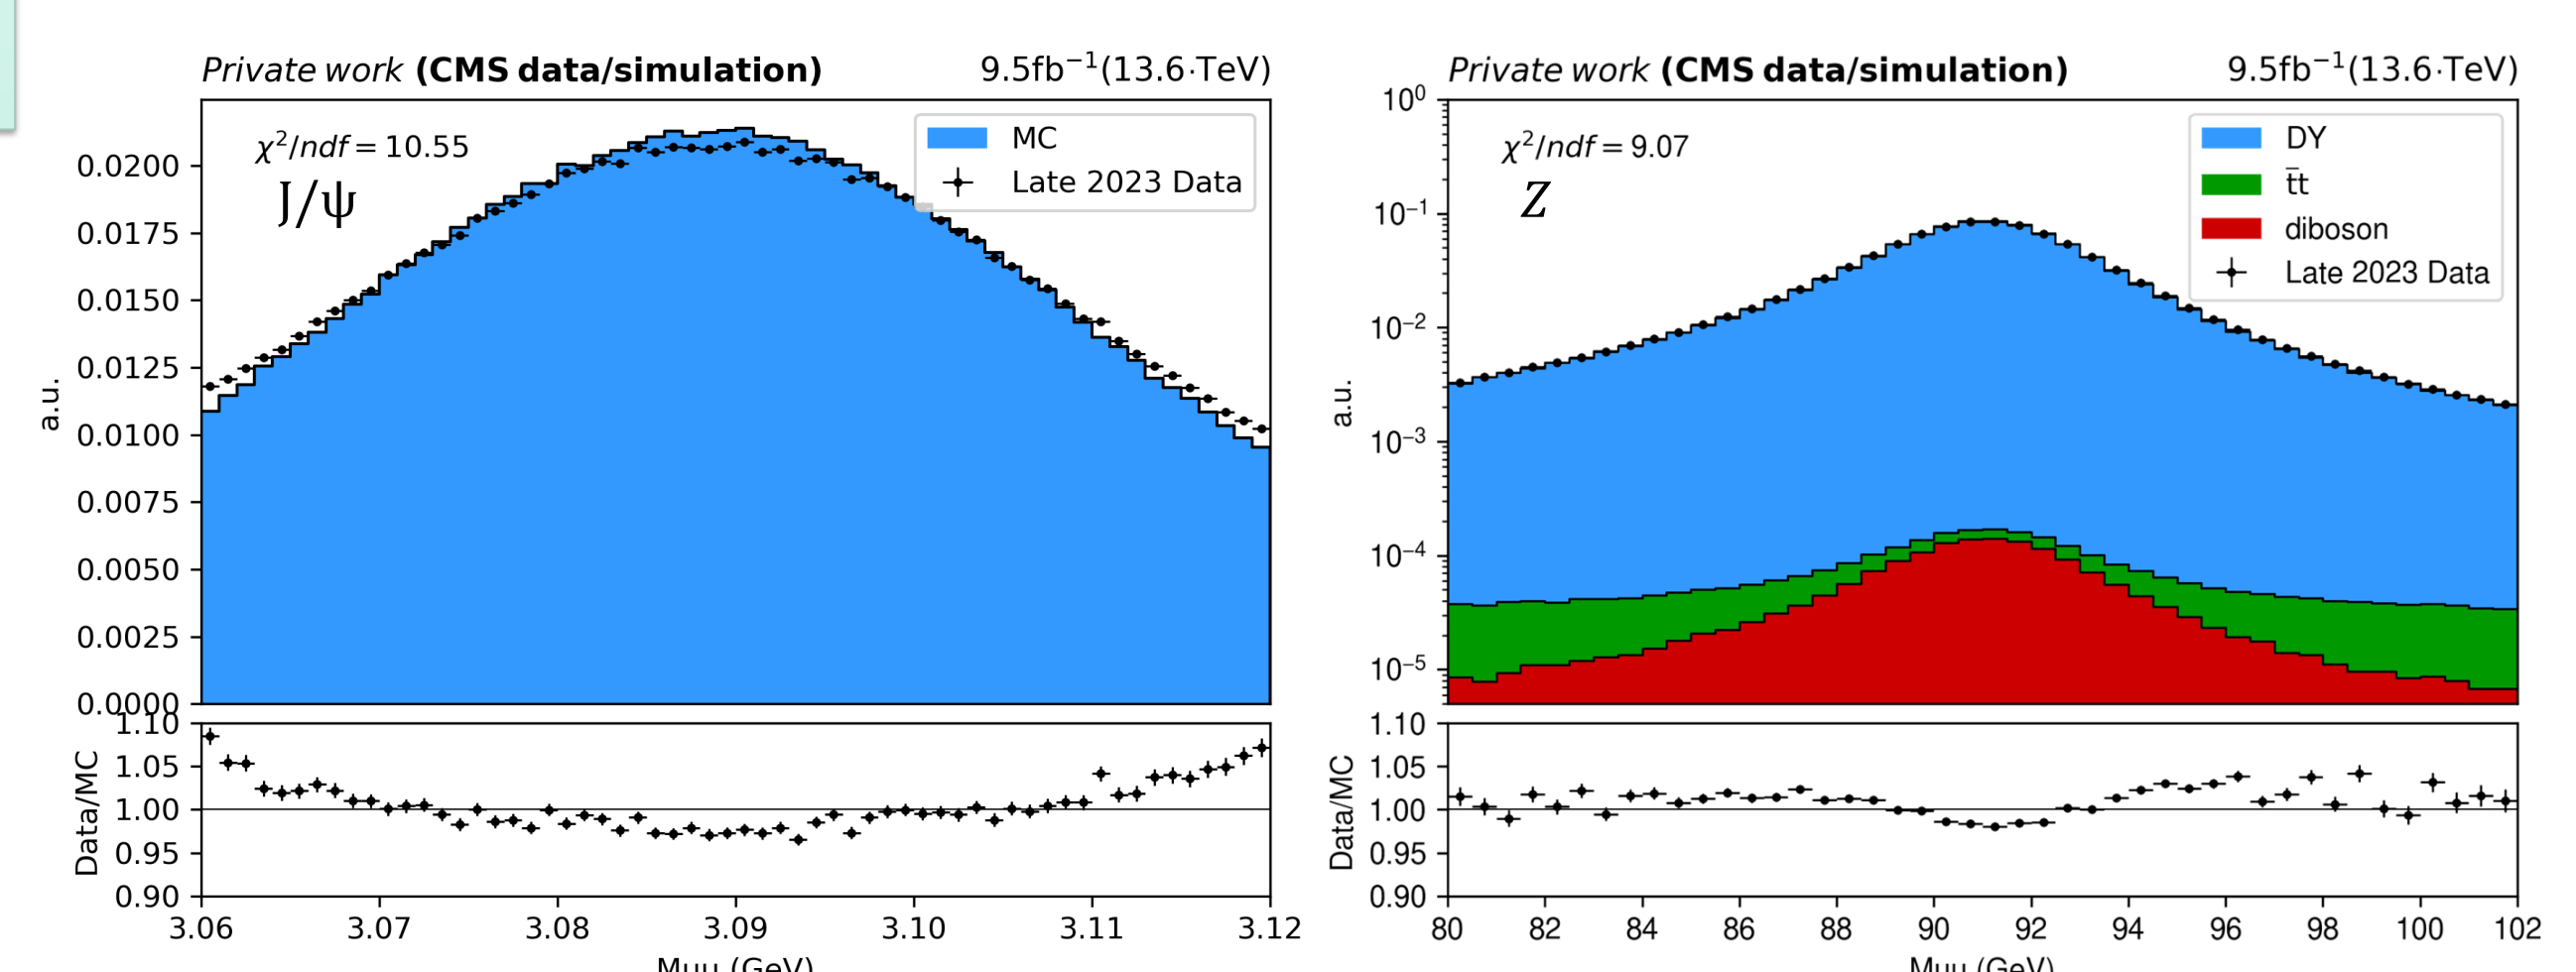 Private work (CMS data/simulation) 9.5fb⁻¹(13.6·TeV)
χ²/ndf = 10.55
J/ψ
MC
Late 2023 Data
a.u.
0.0200
0.0175
0.0150
0.0125
0.0100
0.0075
0.0050
0.0025
0.0000
Data/MC
1.10
1.05
1.00
0.95
0.90
3.06 3.07 3.08 3.09 3.10 3.11 3.12
Mμμ (GeV)
Private work (CMS data/simulation) 9.5fb⁻¹(13.6·TeV)
χ²/ndf = 9.07
Z
DY
t̄t
diboson
Late 2023 Data
a.u.
10⁰
10⁻¹
10⁻²
10⁻³
10⁻⁴
10⁻⁵
Data/MC
1.10
1.05
1.00
0.95
0.90
80 82 84 86 88 90 92 94 96 98 100 102
Mμμ (GeV)